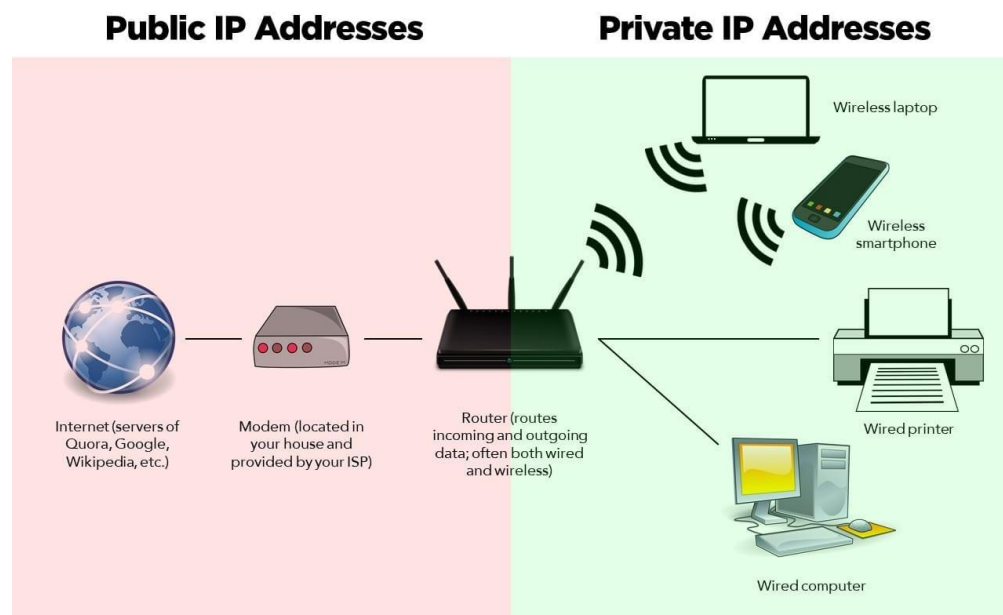 Public IP Addresses
Private IP Addresses
Wireless laptop
Wireless
smartphone
Internet (servers of
Quora, Google,
Wikipedia, etc.)
Modem (located in
your house and
provided by your ISP)
Router (routes
incoming and outgoing
data; often both wired
and wireless)
Wired printer
Wired computer